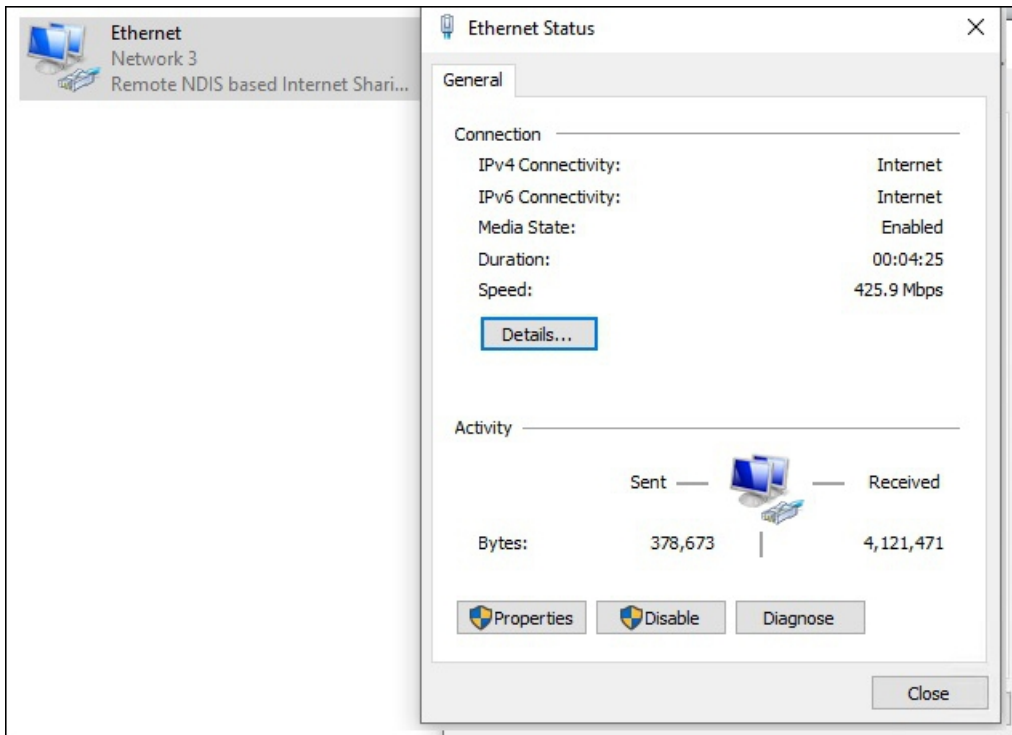 Ethernet
Network 3
Remote NDIS based Internet Shari...
Ethernet Status
General
Connection
IPv4 Connectivity: Internet
IPv6 Connectivity: Internet
Media State: Enabled
Duration: 00:04:25
Speed: 425.9 Mbps
Details...
Activity
Sent Received
Bytes: 378,673 4,121,471
Properties Disable Diagnose
Close